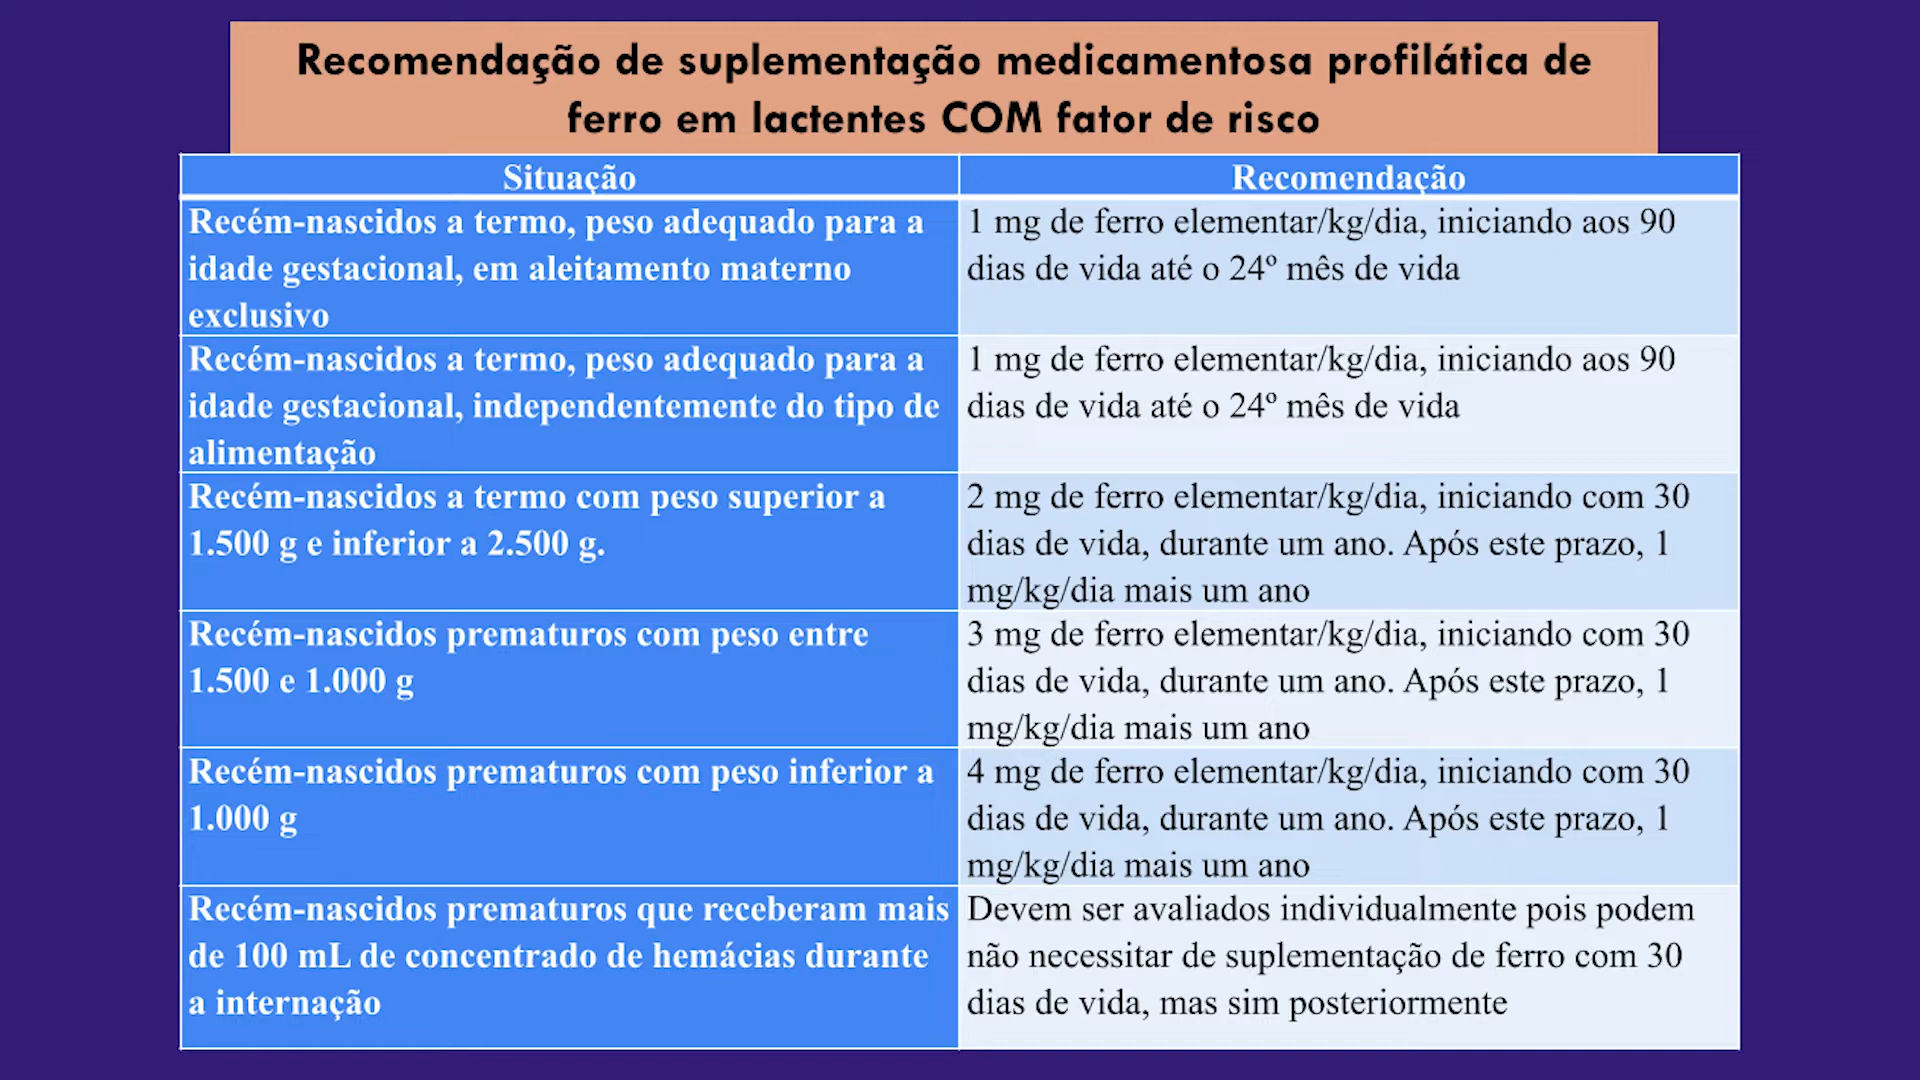 Recomendação de suplementação medicamentosa profilática de
ferro em lactentes COM fator de risco
Situação
Recomendação
Recém-nascidos a termo, peso adequado para a
idade gestacional, em aleitamento materno
exclusivo
1 mg de ferro elementar/kg/dia, iniciando aos 90
dias de vida até o 24º mês de vida
Recém-nascidos a termo, peso adequado para a
idade gestacional, independentemente do tipo de
alimentação
1 mg de ferro elementar/kg/dia, iniciando aos 90
dias de vida até o 24º mês de vida
Recém-nascidos a termo com peso superior a
1.500 g e inferior a 2.500 g.
2 mg de ferro elementar/kg/dia, iniciando com 30
dias de vida, durante um ano. Após este prazo, 1
mg/kg/dia mais um ano
Recém-nascidos prematuros com peso entre
1.500 e 1.000 g
3 mg de ferro elementar/kg/dia, iniciando com 30
dias de vida, durante um ano. Após este prazo, 1
mg/kg/dia mais um ano
Recém-nascidos prematuros com peso inferior a
1.000 g
4 mg de ferro elementar/kg/dia, iniciando com 30
dias de vida, durante um ano. Após este prazo, 1
mg/kg/dia mais um ano
Recém-nascidos prematuros que receberam mais
de 100 mL de concentrado de hemácias durante
a internação
Devem ser avaliados individualmente pois podem
não necessitar de suplementação de ferro com 30
dias de vida, mas sim posteriormente